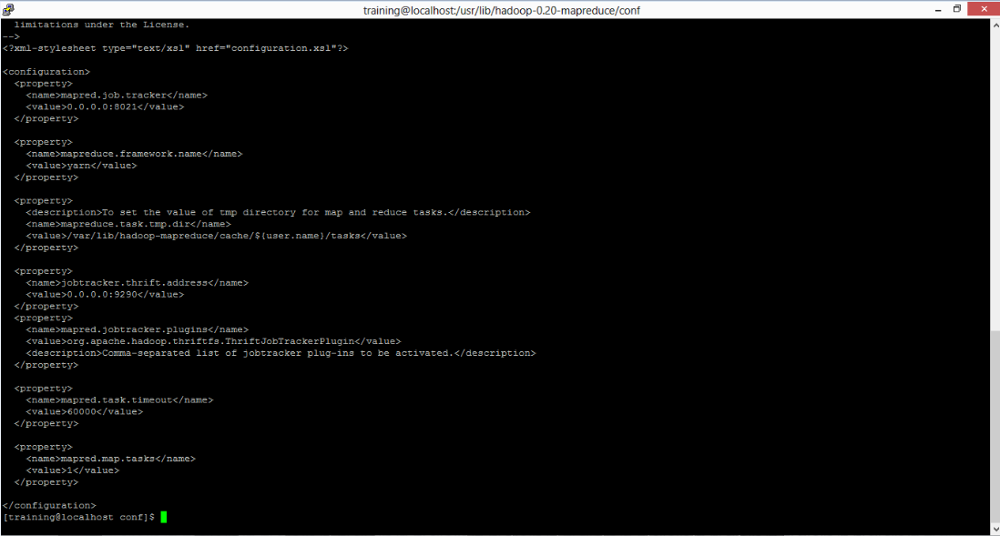 training@localhost:/usr/lib/hadoop-0.20-mapreduce/conf
limitations under the License.
-->
<?xml-stylesheet type="text/xsl" href="configuration.xsl"?>
<configuration>
<property>
<name>mapred.job.tracker</name>
<value>0.0.0.0:8021</value>
</property>
<property>
<name>mapreduce.framework.name</name>
<value>yarn</value>
</property>
<property>
<description>To set the value of tmp directory for map and reduce tasks.</description>
<name>mapreduce.task.tmp.dir</name>
<value>/var/lib/hadoop-mapreduce/cache/${user.name}/tasks</value>
</property>
<property>
<name>jobtracker.thrift.address</name>
<value>0.0.0.0:9290</value>
</property>
<property>
<name>mapred.jobtracker.plugins</name>
<value>org.apache.hadoop.thriftfs.ThriftJobTrackerPlugin</value>
<description>Comma-separated list of jobtracker plug-ins to be activated.</description>
</property>
<property>
<name>mapred.task.timeout</name>
<value>60000</value>
</property>
<property>
<name>mapred.map.tasks</name>
<value>1</value>
</property>
</configuration>
[training@localhost conf]$